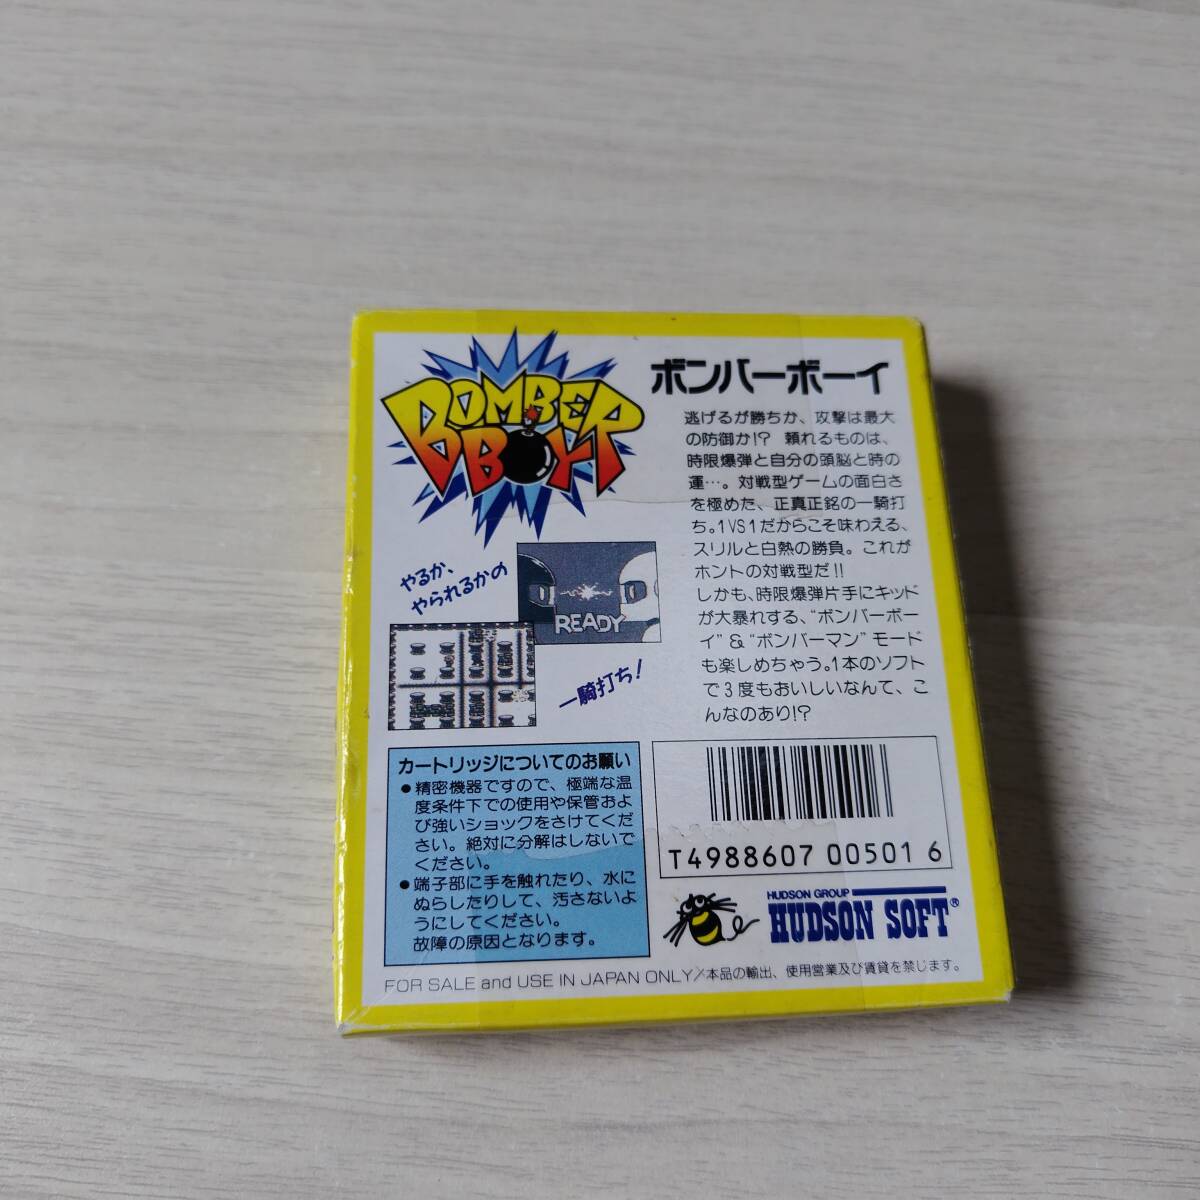 BOMBER
BOY
ボンバーボーイ
逃げるが勝ちか、攻撃は最大
の防御か!? 頼れるものは、
時限爆弾と自分の頭脳と時の
運…。対戦型ゲームの面白さ
を極めた、正真正銘の一騎打
ち。1VS1だからこそ味わえる、
スリルと白熱の勝負。これが
ホントの対戦型だ!!
しかも、時限爆弾片手にキッド
が大暴れする、“ボンバーボー
イ”&“ボンバーマン”モード
も楽しめちゃう。1本のソフト
で3度もおいしいなんて、こ
んなのあり!?
やるか、
やられるかの
READY
一騎打ち!
カートリッジについてのお願い
●精密機器ですので、極端な温
度条件下での使用や保管およ
び強いショックをさけてくだ
さい。絶対に分解はしないで
ください。
●端子部に手を触れたり、水に
ぬらしたりして、汚さないよ
うにしてください。
故障の原因となります。
T4988607 00501 6
HUDSON GROUP
HUDSON SOFT®
FOR SALE and USE IN JAPAN ONLY/本品の輸出、使用営業及び賃貸を禁じます。